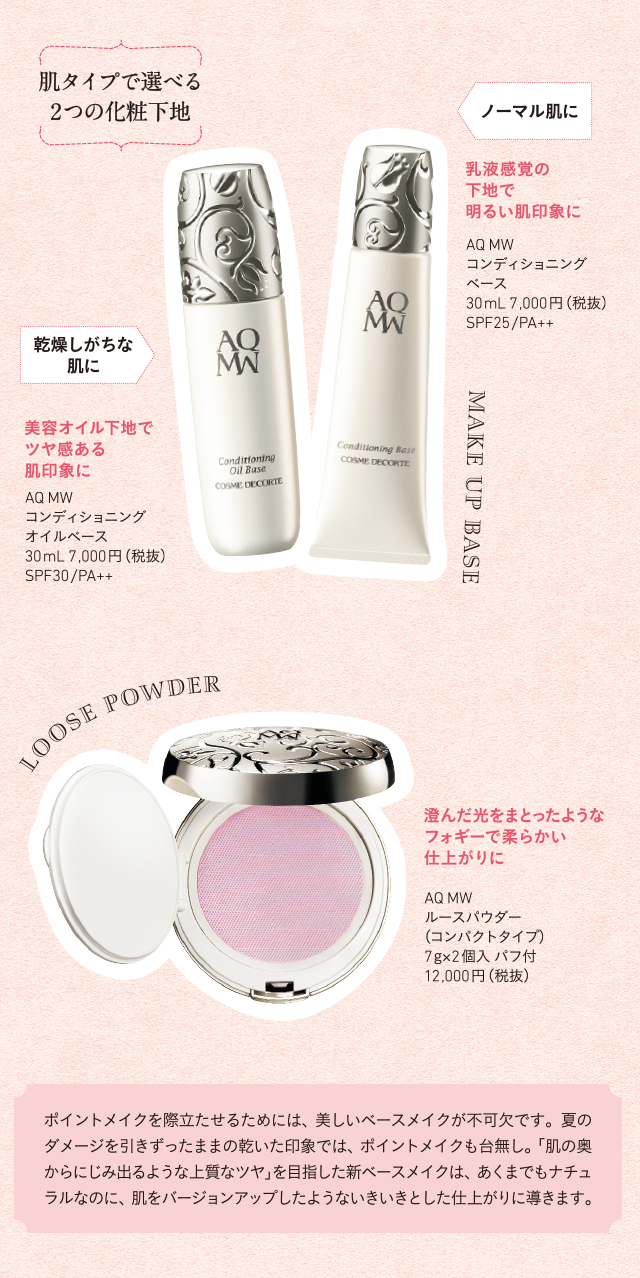 肌タイプで選べる
2つの化粧下地
ノーマル肌に
乳液感覚の
下地で
明るい肌印象に
AQ MW
コンディショニング
ベース
30mL 7,000円（税抜）
SPF25/PA++
AQ
MW
Conditioning Base
COSME DECORTE
AQ
MW
Conditioning
Oil Base
COSME DECORTE
乾燥しがちな
肌に
美容オイル下地で
ツヤ感ある
肌印象に
AQ MW
コンディショニング
オイルベース
30mL 7,000円（税抜）
SPF30/PA++
MAKE UP BASE
LOOSE POWDER
澄んだ光をまとったような
フォギーで柔らかい
仕上がりに
AQ MW
ルースパウダー
（コンパクトタイプ）
7g×2個入 パフ付
12,000円（税抜）
ポイントメイクを際立たせるためには、美しいベースメイクが不可欠です。夏の
ダメージを引きずったままの乾いた印象では、ポイントメイクも台無し。「肌の奥
からにじみ出るような上質なツヤ」を目指した新ベースメイクは、あくまでもナチュ
ラルなのに、肌をバージョンアップしたようないきいきとした仕上がりに導きます。